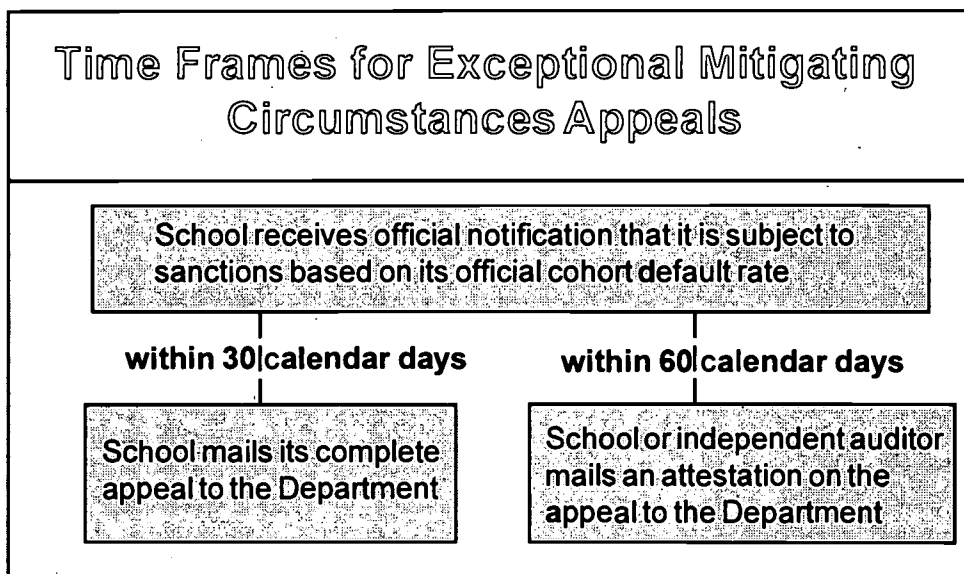 Time Frames for Exceptional Mitigating
Circumstances Appeals
School receives official notification that it is subject to
sanctions based on its official cohort default rate
within 30 calendar days
within 60 calendar days
School mails its complete
appeal to the Department
School or independent auditor
mails an attestation on the
appeal to the Department